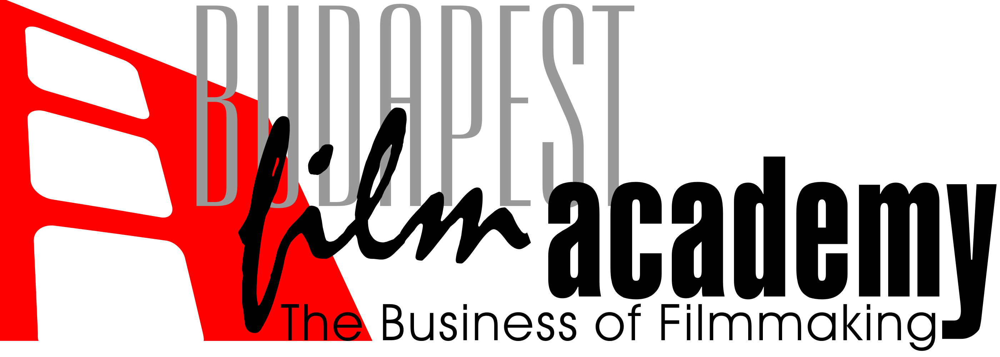 BUDAPEST
film academy
The Business of Filmmaking